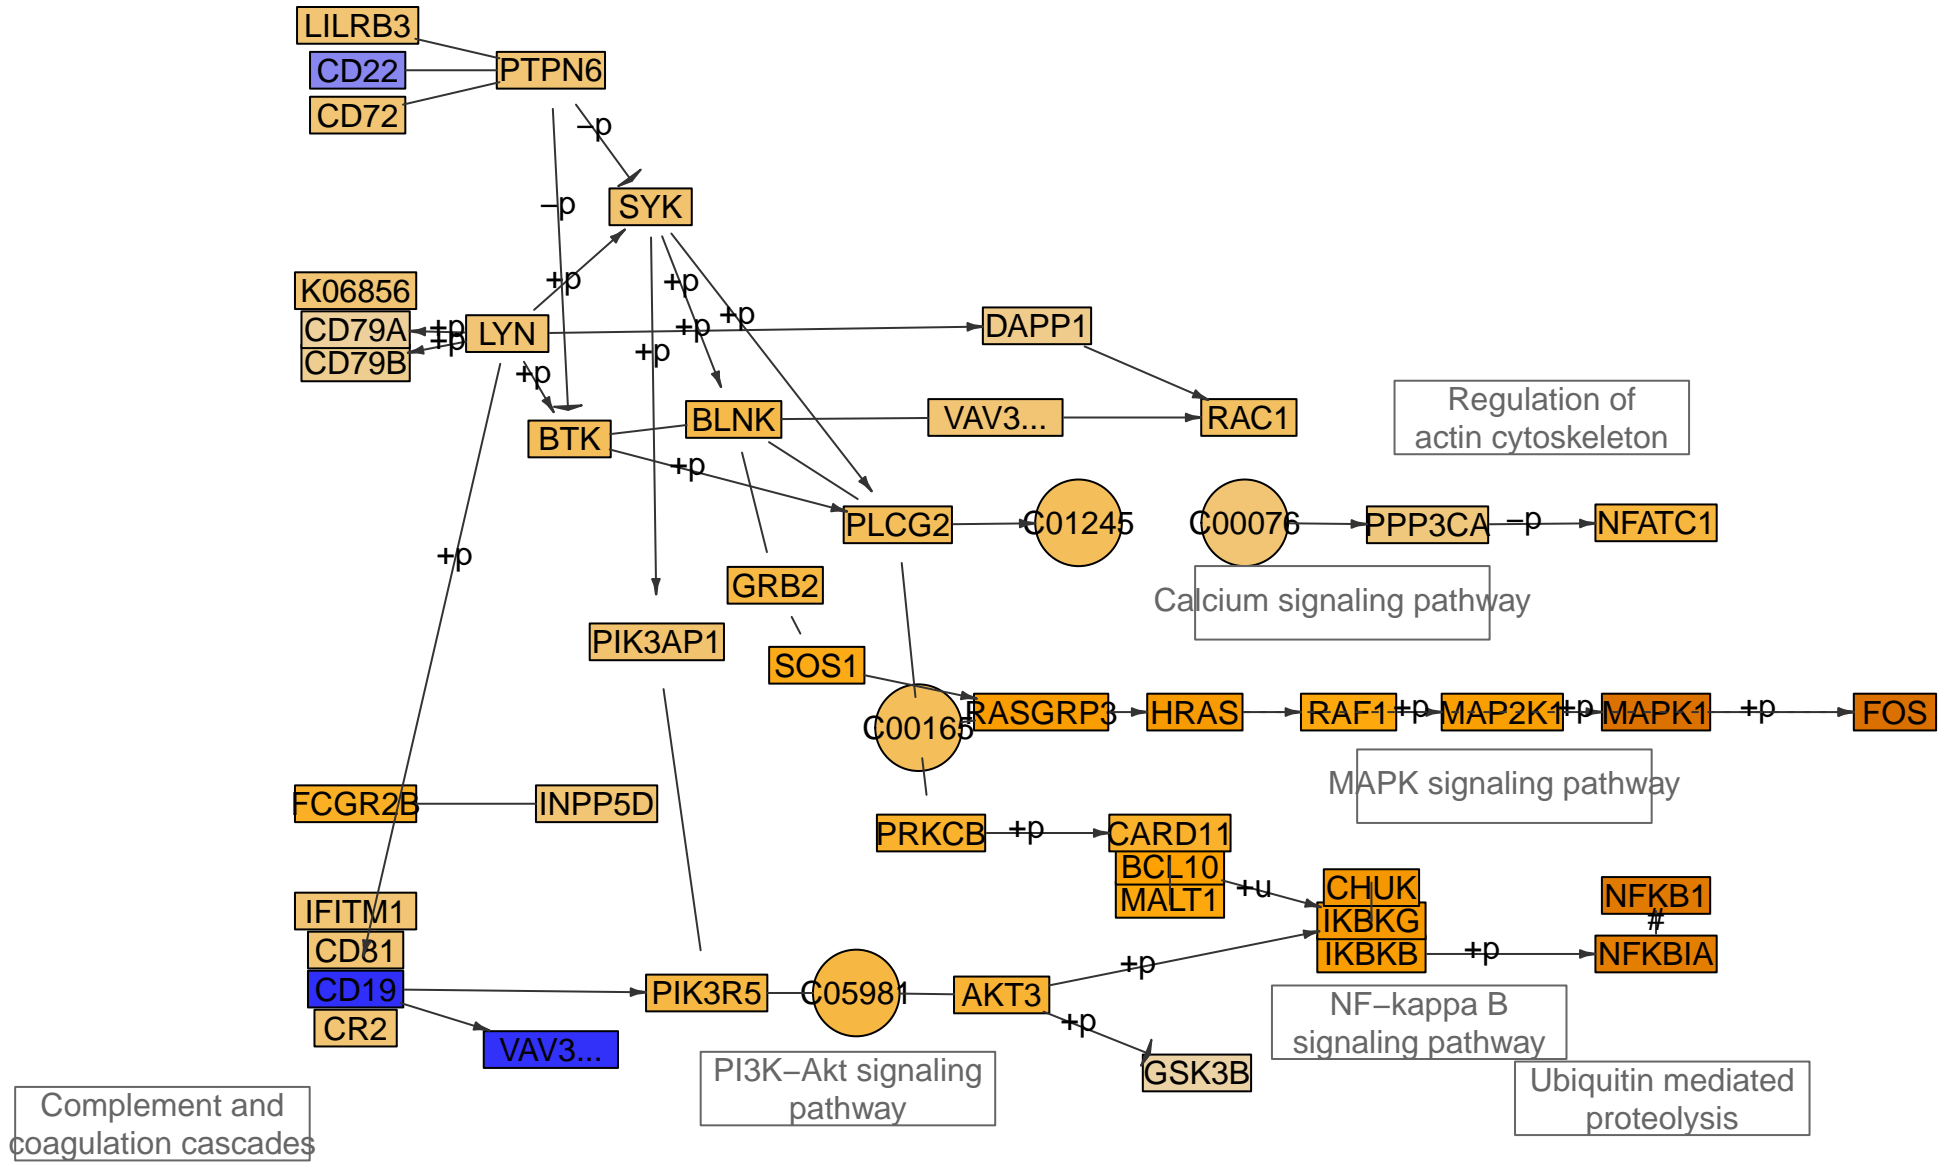 LILRB3
CD22
PTPN6
CD72
–p
SYK
–p
+p
+p
K06856
CD79A
+p
LYN
+p
+p
DAPP1
CD79B
+p
+p
+p
BTK
BLNK
VAV3...
RAC1
Regulation of
actin cytoskeleton
+p
PLCG2
C01245
C00076
PPP3CA
–p
NFATC1
+p
GRB2
Calcium signaling pathway
PIK3AP1
SOS1
C00165
RASGRP3
HRAS
RAF1
+p
MAP2K1
+p
MAPK1
+p
FOS
MAPK signaling pathway
FCGR2B
INPP5D
PRKCB
+p
CARD11
BCL10
MALT1
+u
CHUK
IKBKG
IKBKB
+p
NFKB1
#
NFKBIA
IFITM1
CD81
CD19
CR2
VAV3...
PIK3R5
C05981
AKT3
+p
+p
GSK3B
NF–kappa B
signaling pathway
PI3K–Akt signaling
pathway
Ubiquitin mediated
proteolysis
Complement and
coagulation cascades